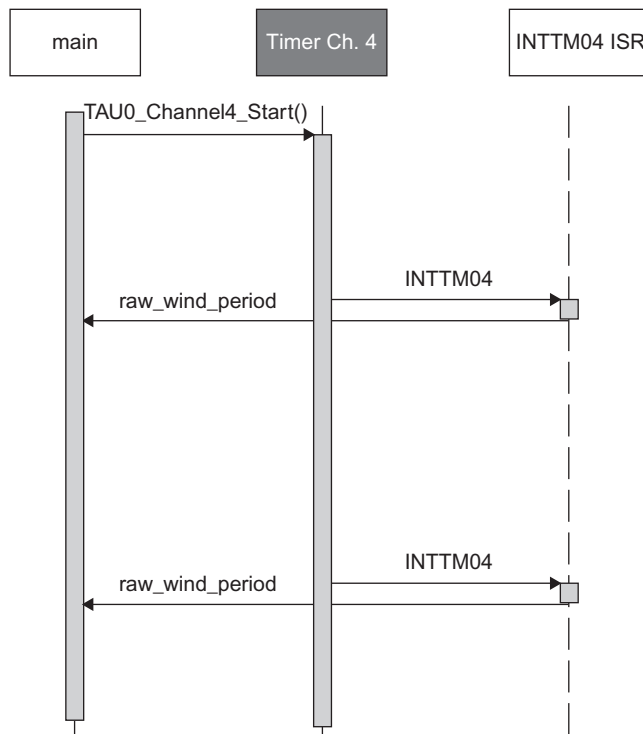 main
Timer Ch. 4
INTTM04 ISR
TAU0_Channel4_Start()
INTTM04
raw_wind_period
INTTM04
raw_wind_period